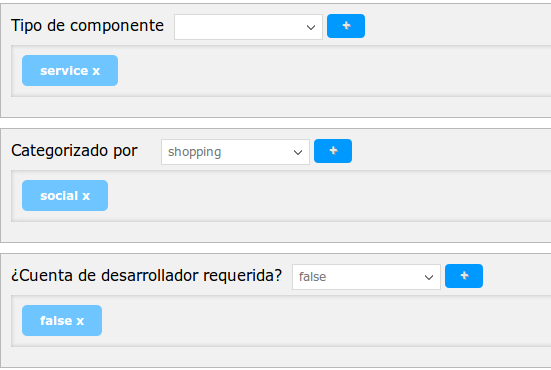 Tipo de componente +
service x
Categorizado por shopping +
social x
¿Cuenta de desarrollador requerida? false +
false x